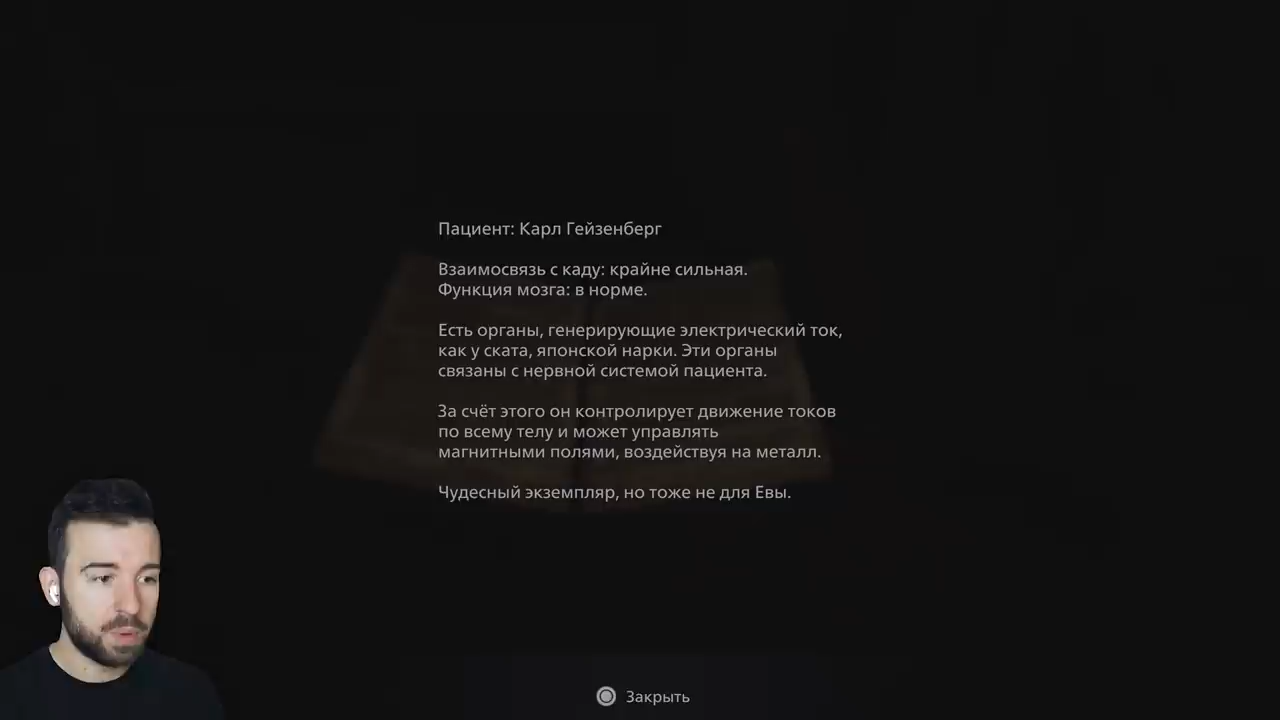 Пациент: Карл Гейзенберг
Взаимосвязь с каду: крайне сильная.
Функция мозга: в норме.
Есть органы, генерирующие электрический ток,
как у ската, японской нарки. Эти органы
связаны с нервной системой пациента.
За счёт этого он контролирует движение токов
по всему телу и может управлять
магнитными полями, воздействуя на металл.
Чудесный экземпляр, но тоже не для Евы.
Закрыть